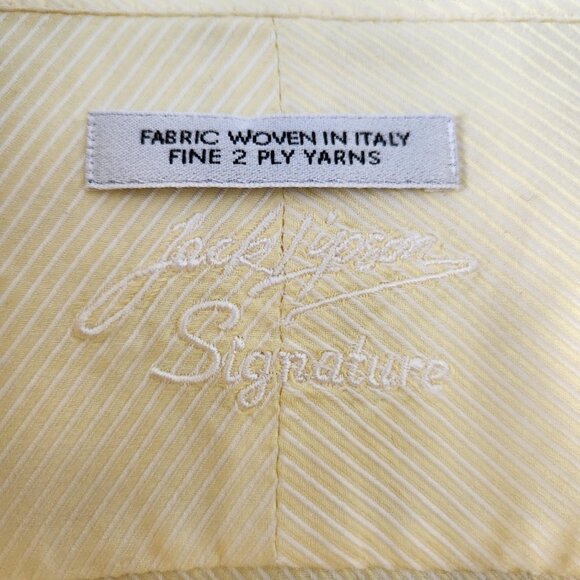 FABRIC WOVEN IN ITALY
FINE 2 PLY YARNS
Jack Lipson
Signature